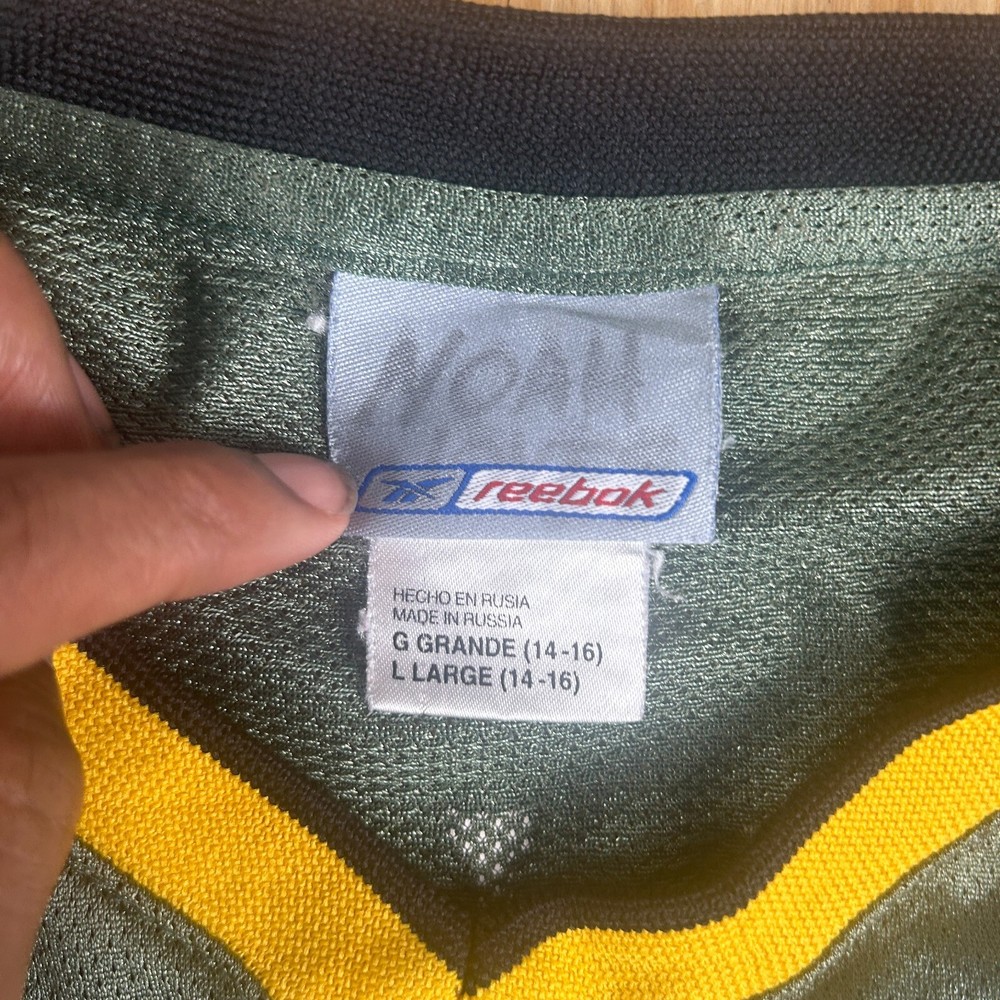 NOAH
reebok
HECHO EN RUSIA
MADE IN RUSSIA
G GRANDE (14-16)
L LARGE (14-16)